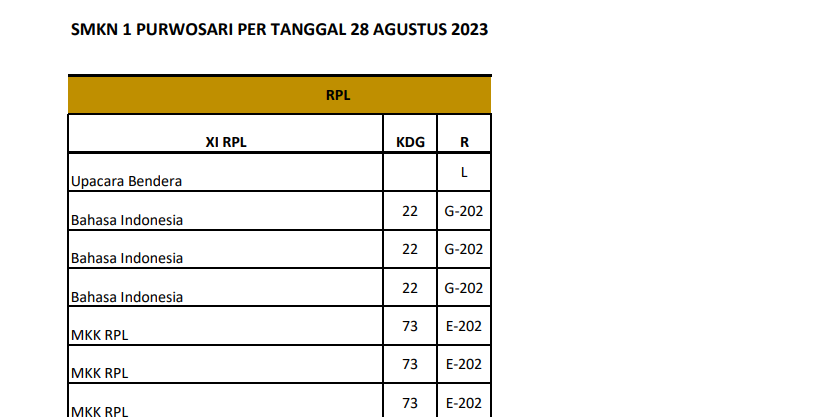 SMKN 1 PURWOSARI PER TANGGAL 28 AGUSTUS 2023
RPL
XI RPL KDG R
Upacara Bendera L
Bahasa Indonesia 22 G-202
Bahasa Indonesia 22 G-202
Bahasa Indonesia 22 G-202
MKK RPL 73 E-202
MKK RPL 73 E-202
MKK RPL 73 E-202